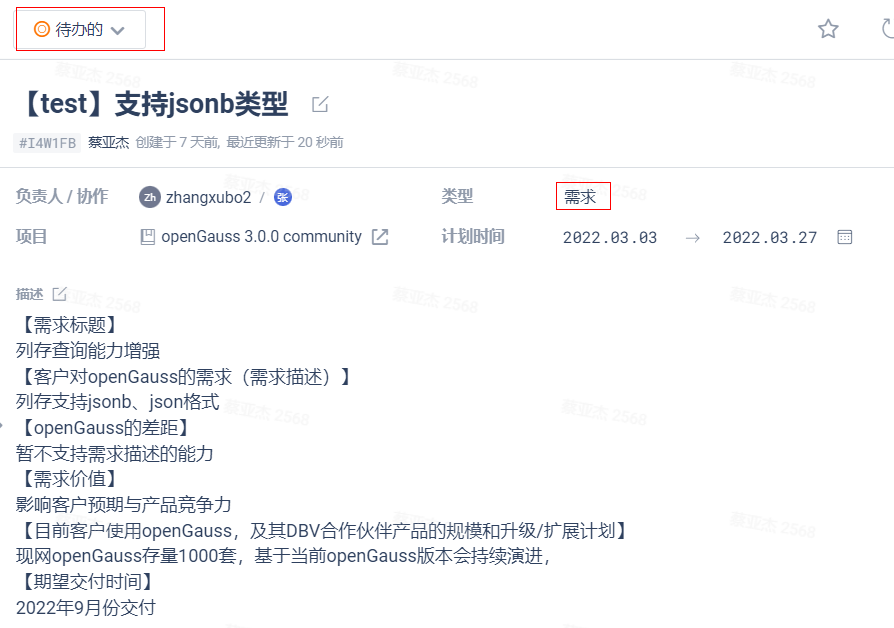 待办的
【test】支持jsonb类型
#I4W1FB 蔡亚杰 创建于 7 天前, 最近更新于 20 秒前
负责人 / 协作 Zh zhangxubo2 / 张 类型 需求
项目 openGauss 3.0.0 community 计划时间 2022.03.03 → 2022.03.27
描述
【需求标题】
列存查询能力增强
【客户对openGauss的需求（需求描述）】
列存支持jsonb、json格式
【openGauss的差距】
暂不支持需求描述的能力
【需求价值】
影响客户预期与产品竞争力
【目前客户使用openGauss，及其DBV合作伙伴产品的规模和升级/扩展计划】
现网openGauss存量1000套，基于当前openGauss版本会持续演进，
【期望交付时间】
2022年9月份交付
蔡亚杰 2568